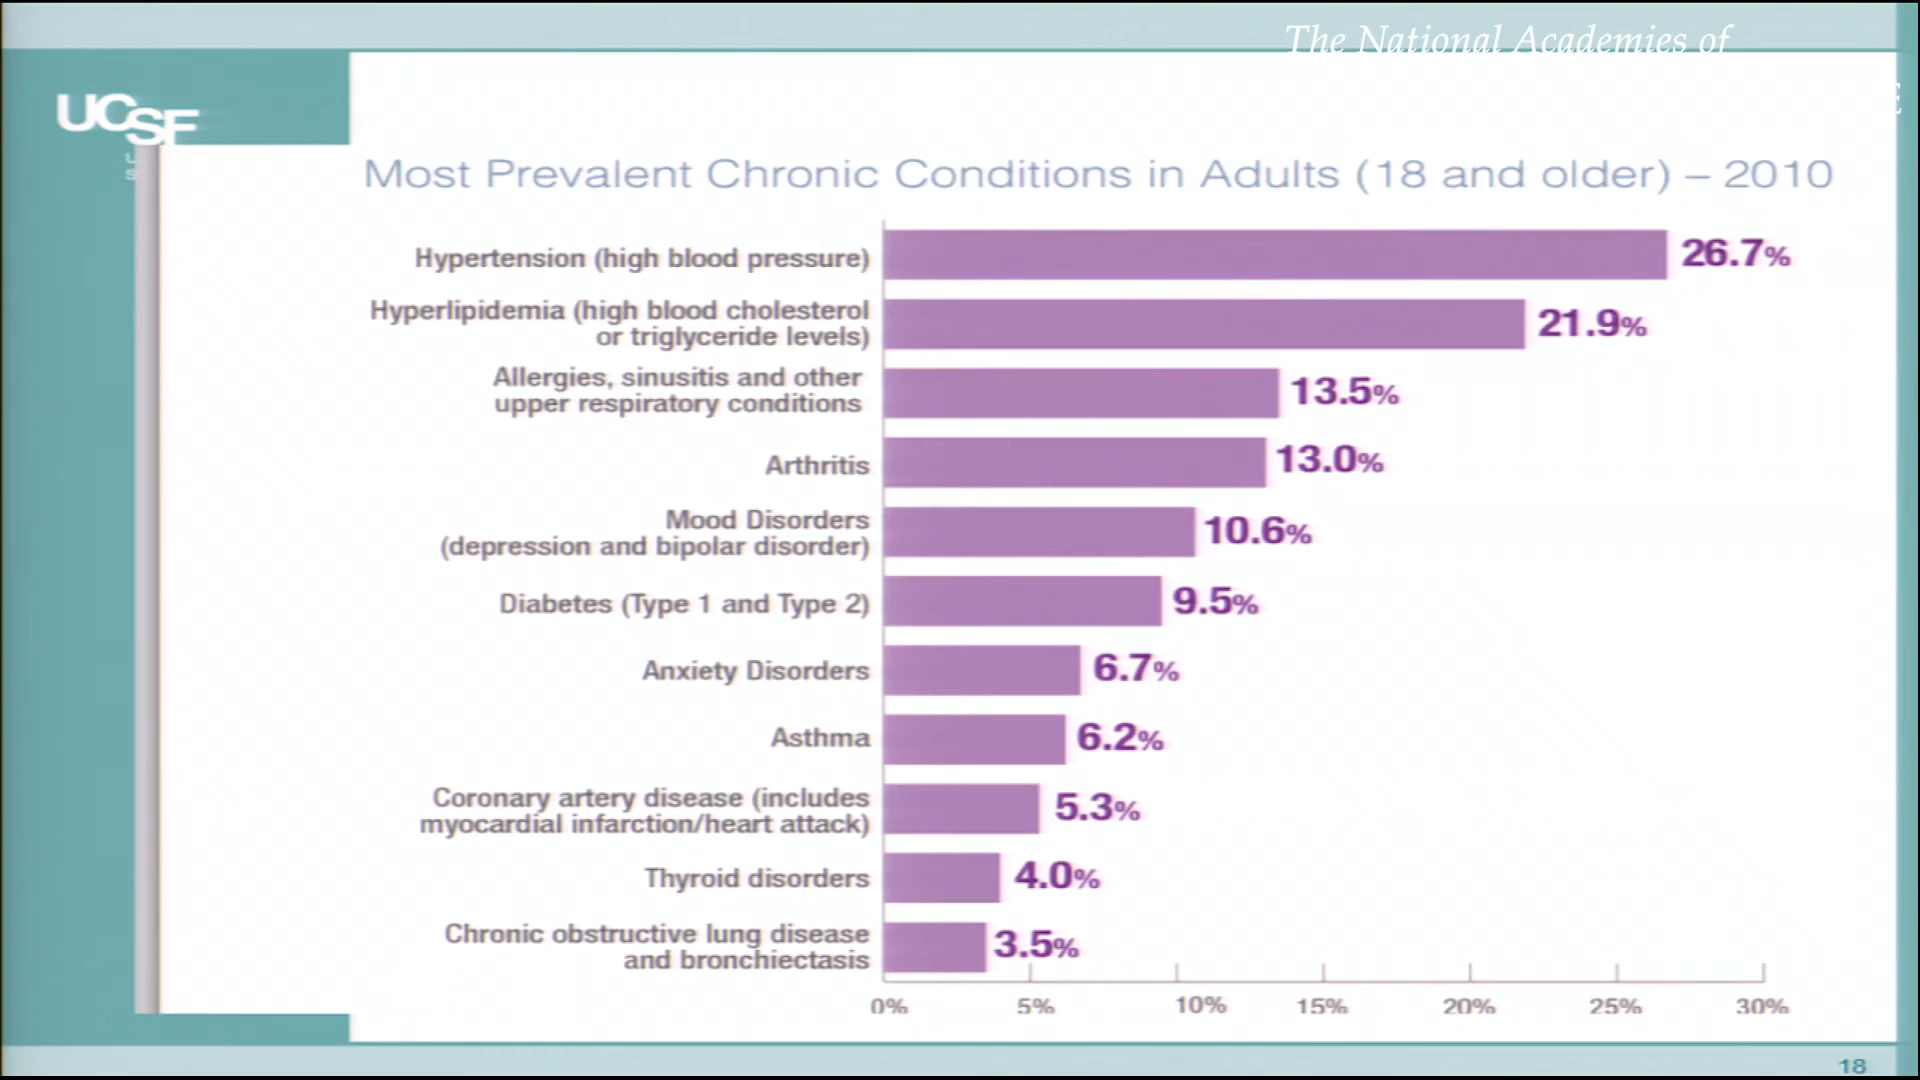 The National Academies of
E
UCSF
Most Prevalent Chronic Conditions in Adults (18 and older) – 2010
Hypertension (high blood pressure)
26.7%
Hyperlipidemia (high blood cholesterol
or triglyceride levels)
21.9%
Allergies, sinusitis and other
upper respiratory conditions
13.5%
Arthritis
13.0%
Mood Disorders
(depression and bipolar disorder)
10.6%
Diabetes (Type 1 and Type 2)
9.5%
Anxiety Disorders
6.7%
Asthma
6.2%
Coronary artery disease (includes
myocardial infarction/heart attack)
5.3%
Thyroid disorders
4.0%
Chronic obstructive lung disease
and bronchiectasis
3.5%
0% 5% 10% 15% 20% 25% 30%
18